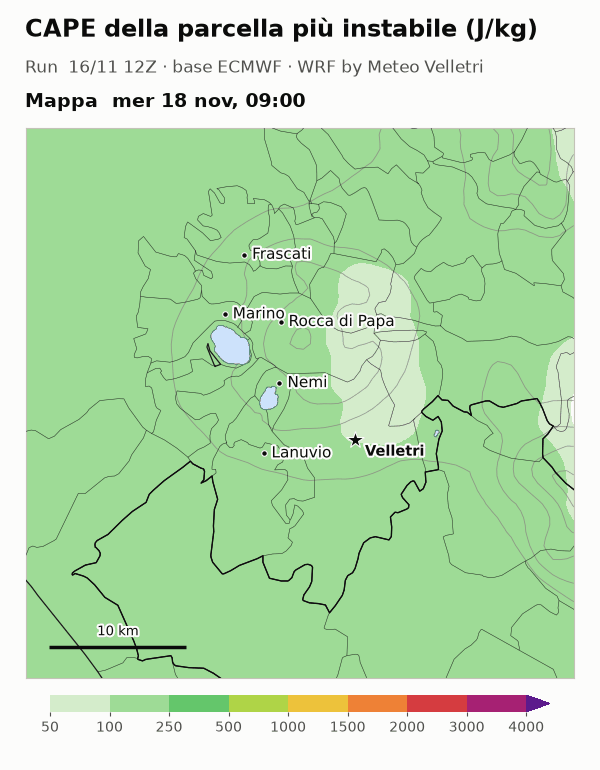 CAPE della parcella più instabile (J/kg)
Run  16/11 12Z · base ECMWF · WRF by Meteo Velletri
Mappa  mer 18 nov, 09:00
Frascati
Marino
Rocca di Papa
Nemi
Velletri
Lanuvio
10 km
50 100 250 500 1000 1500 2000 3000 4000